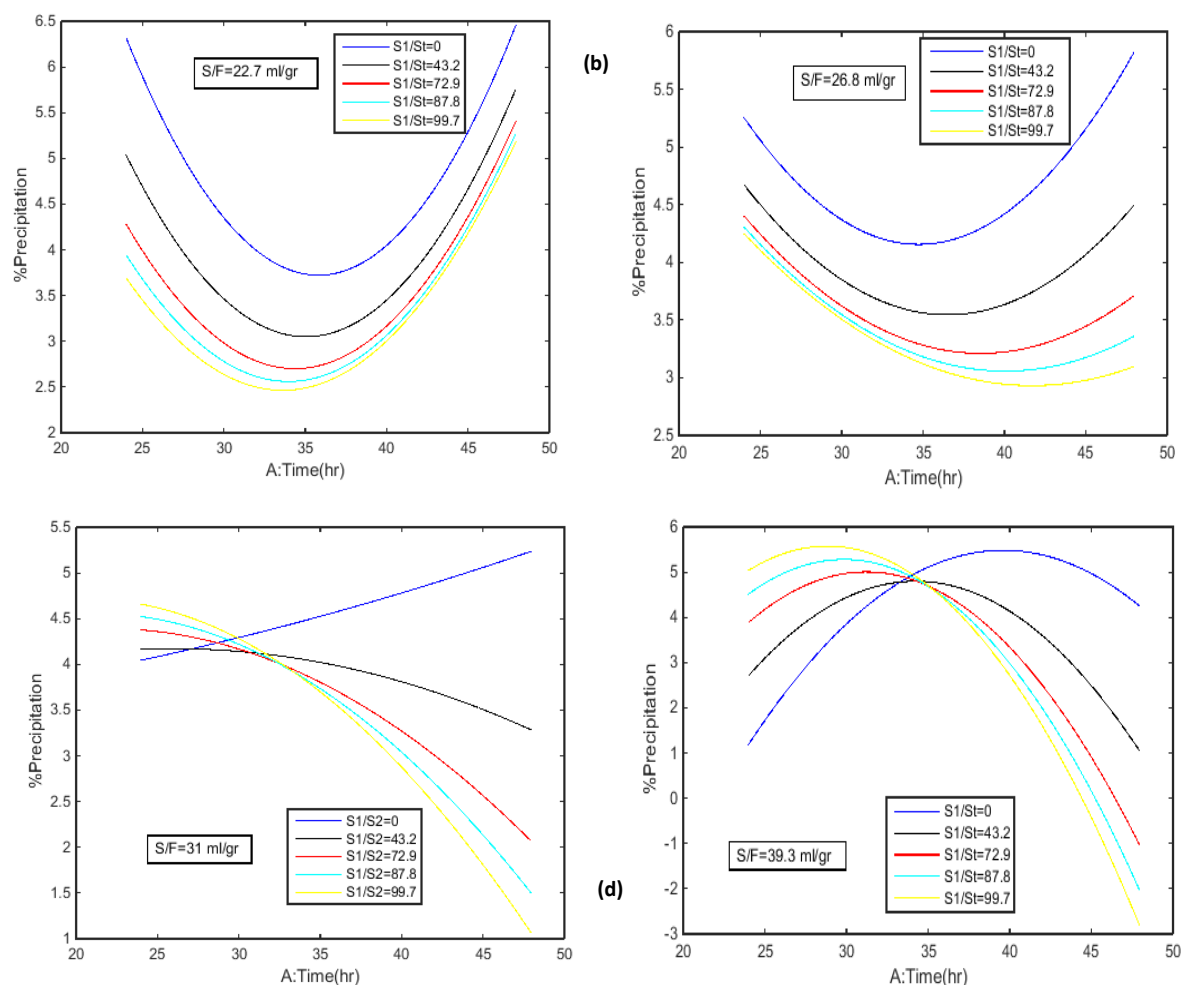 6.5
6
5.5
5
4.5
4
3.5
3
2.5
2
%Precipitation
S/F=22.7 ml/gr
S1/St=0
S1/St=43.2
S1/St=72.9
S1/St=87.8
S1/St=99.7
20 25 30 35 40 45 50
A:Time(hr)
(b)
6
5.5
5
4.5
4
3.5
3
2.5
%Precipitation
S/F=26.8 ml/gr
S1/St=0
S1/St=43.2
S1/St=72.9
S1/St=87.8
S1/St=99.7
20 25 30 35 40 45 50
A:Time(hr)
5.5
5
4.5
4
3.5
3
2.5
2
1.5
1
%Precipitation
S/F=31 ml/gr
S1/S2=0
S1/S2=43.2
S1/S2=72.9
S1/S2=87.8
S1/S2=99.7
20 25 30 35 40 45 50
A:Time(hr)
(d)
6
5
4
3
2
1
0
-1
-2
-3
%Precipitation
S/F=39.3 ml/gr
S1/St=0
S1/St=43.2
S1/St=72.9
S1/St=87.8
S1/St=99.7
20 25 30 35 40 45 50
A:Time(hr)